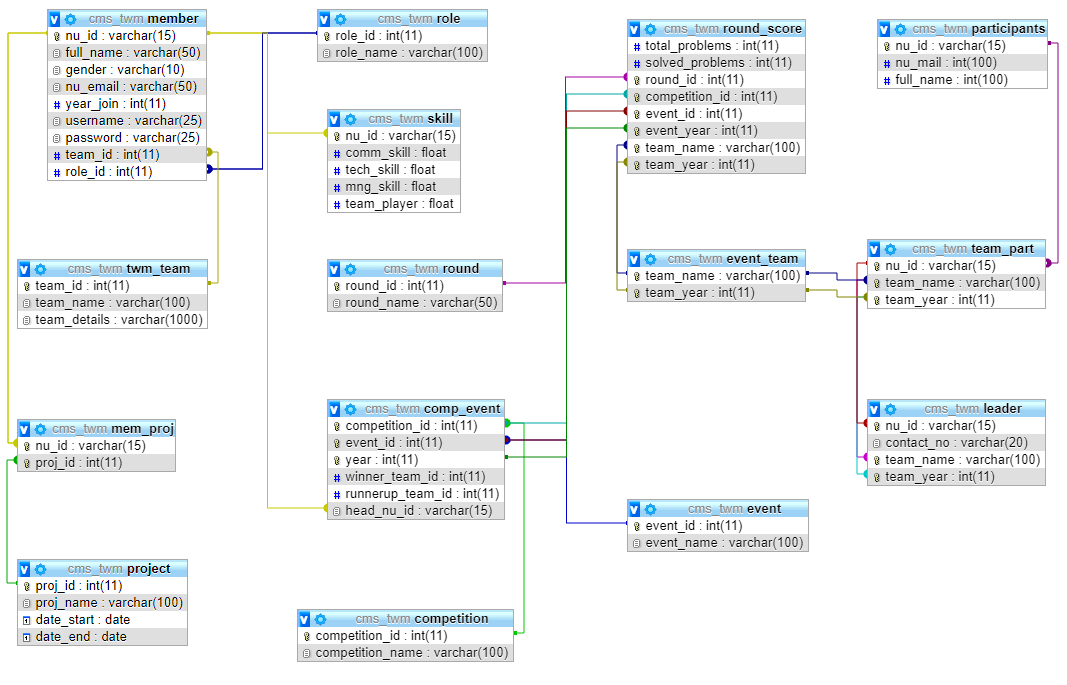 cms_twm member
nu_id : varchar(15)
full_name : varchar(50)
gender : varchar(10)
nu_email : varchar(50)
year_join : int(11)
username : varchar(25)
password : varchar(25)
team_id : int(11)
role_id : int(11)
cms_twm role
role_id : int(11)
role_name : varchar(100)
cms_twm round_score
total_problems : int(11)
solved_problems : int(11)
round_id : int(11)
competition_id : int(11)
event_id : int(11)
event_year : int(11)
team_name : varchar(100)
team_year : int(11)
cms_twm participants
nu_id : varchar(15)
nu_mail : int(100)
full_name : int(100)
cms_twm skill
nu_id : varchar(15)
comm_skill : float
tech_skill : float
mng_skill : float
team_player : float
cms_twm twm_team
team_id : int(11)
team_name : varchar(100)
team_details : varchar(1000)
cms_twm round
round_id : int(11)
round_name : varchar(50)
cms_twm event_team
team_name : varchar(100)
team_year : int(11)
cms_twm team_part
nu_id : varchar(15)
team_name : varchar(100)
team_year : int(11)
cms_twm mem_proj
nu_id : varchar(15)
proj_id : int(11)
cms_twm comp_event
competition_id : int(11)
event_id : int(11)
year : int(11)
winner_team_id : int(11)
runnerup_team_id : int(11)
head_nu_id : varchar(15)
cms_twm leader
nu_id : varchar(15)
contact_no : varchar(20)
team_name : varchar(100)
team_year : int(11)
cms_twm event
event_id : int(11)
event_name : varchar(100)
cms_twm project
proj_id : int(11)
proj_name : varchar(100)
date_start : date
date_end : date
cms_twm competition
competition_id : int(11)
competition_name : varchar(100)